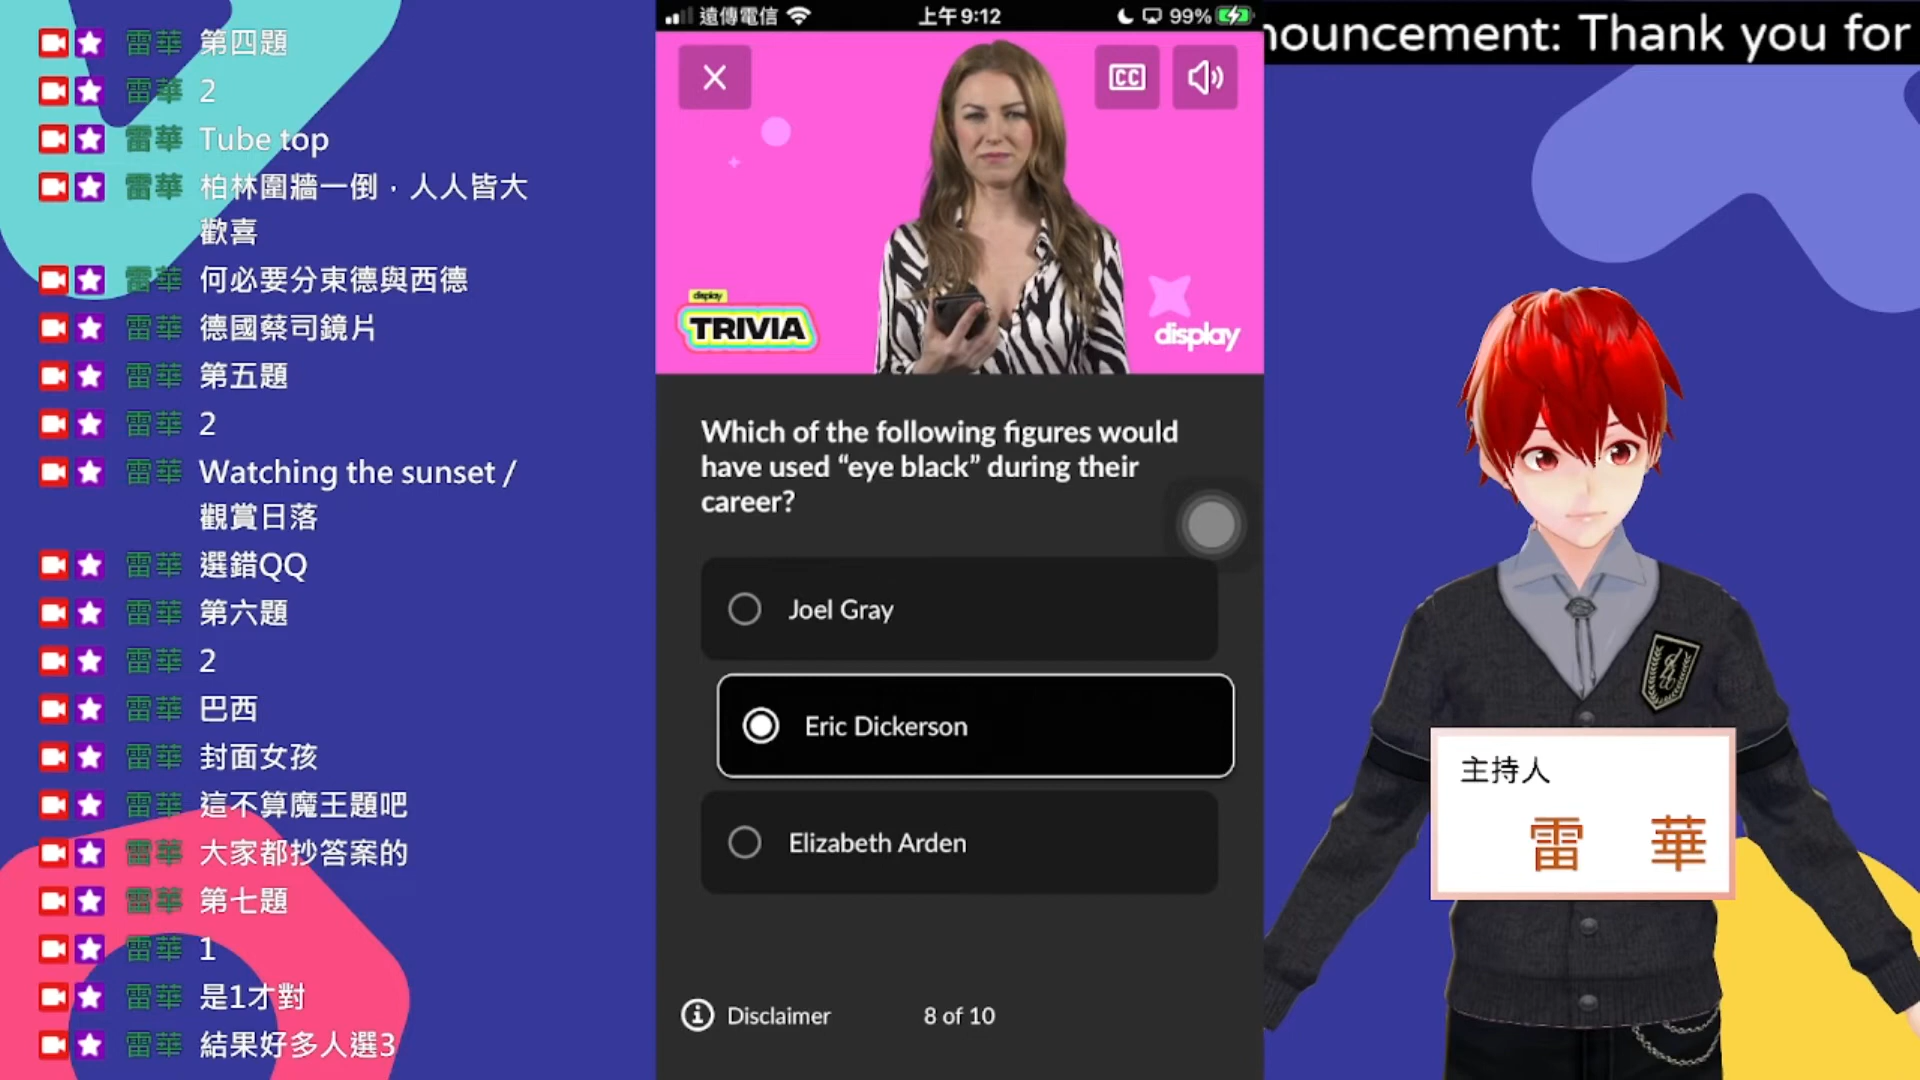 雷華 第四題
雷華 2
雷華 Tube top
雷華 柏林圍牆一倒，人人皆大
歡喜
雷華 何必要分東德與西德
雷華 德國蔡司鏡片
雷華 第五題
雷華 2
雷華 Watching the sunset /
觀賞日落
雷華 選錯QQ
雷華 第六題
雷華 2
雷華 巴西
雷華 封面女孩
雷華 這不算魔王題吧
雷華 大家都抄答案的
雷華 第七題
雷華 1
雷華 是1才對
雷華 結果好多人選3
遠傳電信
上午9:12
99%
CC
display
TRIVIA
display
Which of the following figures would
have used “eye black” during their
career?
Joel Gray
Eric Dickerson
Elizabeth Arden
Disclaimer
8 of 10
nouncement: Thank you for
主持人
雷 華